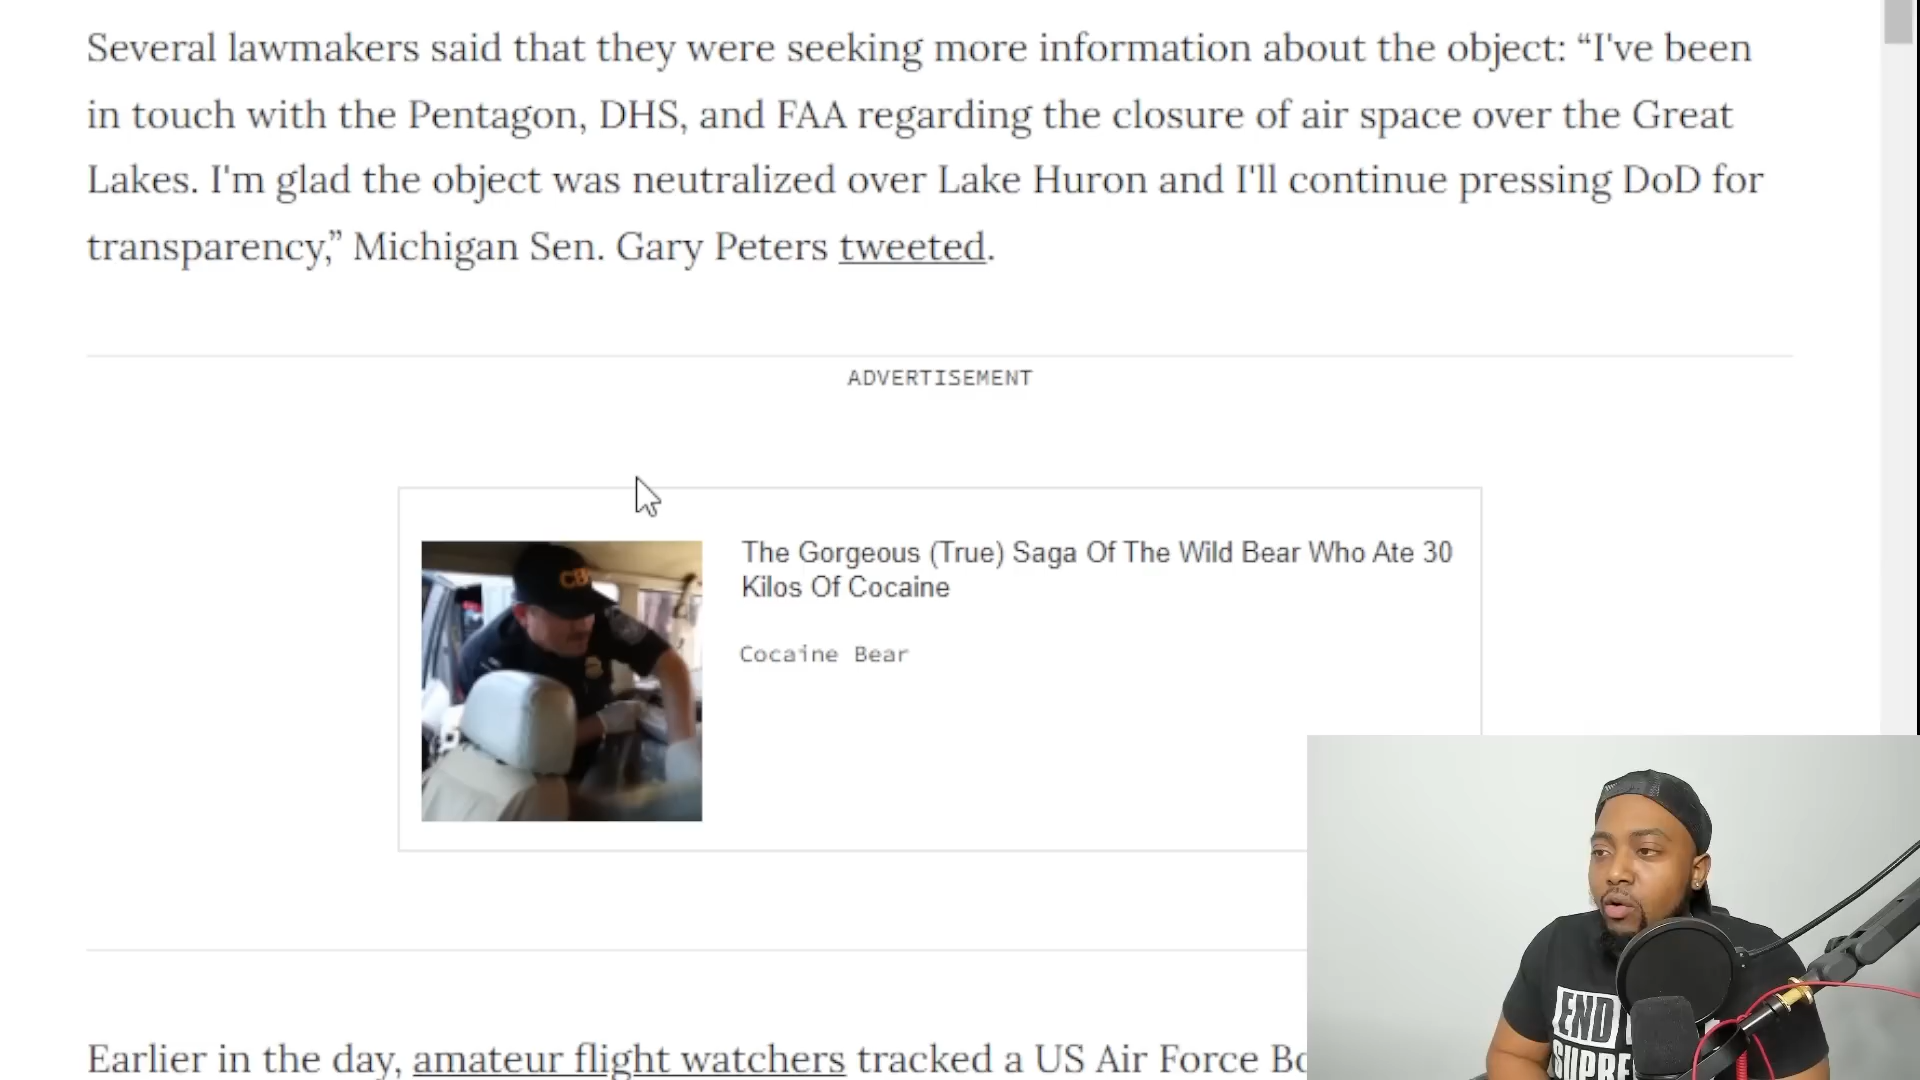 Several lawmakers said that they were seeking more information about the object: “I've been
in touch with the Pentagon, DHS, and FAA regarding the closure of air space over the Great
Lakes. I'm glad the object was neutralized over Lake Huron and I'll continue pressing DoD for
transparency,” Michigan Sen. Gary Peters tweeted.
ADVERTISEMENT
The Gorgeous (True) Saga Of The Wild Bear Who Ate 30
Kilos Of Cocaine
Cocaine Bear
Earlier in the day, amateur flight watchers tracked a US Air Force
END